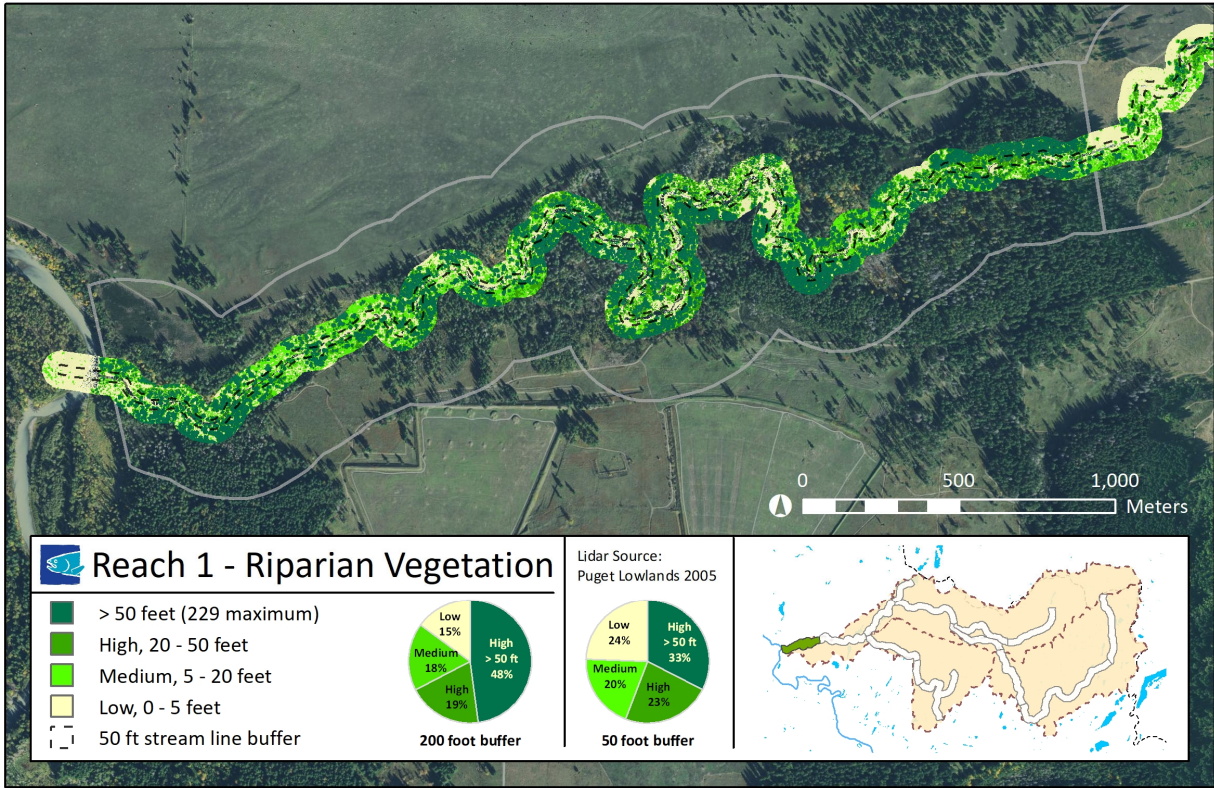 0 500 1,000
Meters
Reach 1 - Riparian Vegetation
> 50 feet (229 maximum)
High, 20 - 50 feet
Medium, 5 - 20 feet
Low, 0 - 5 feet
50 ft stream line buffer
Low
15%
High
> 50 ft
48%
Medium
18%
High
19%
200 foot buffer
Lidar Source:
Puget Lowlands 2005
Low
24%
High
> 50 ft
33%
Medium
20%
High
23%
50 foot buffer